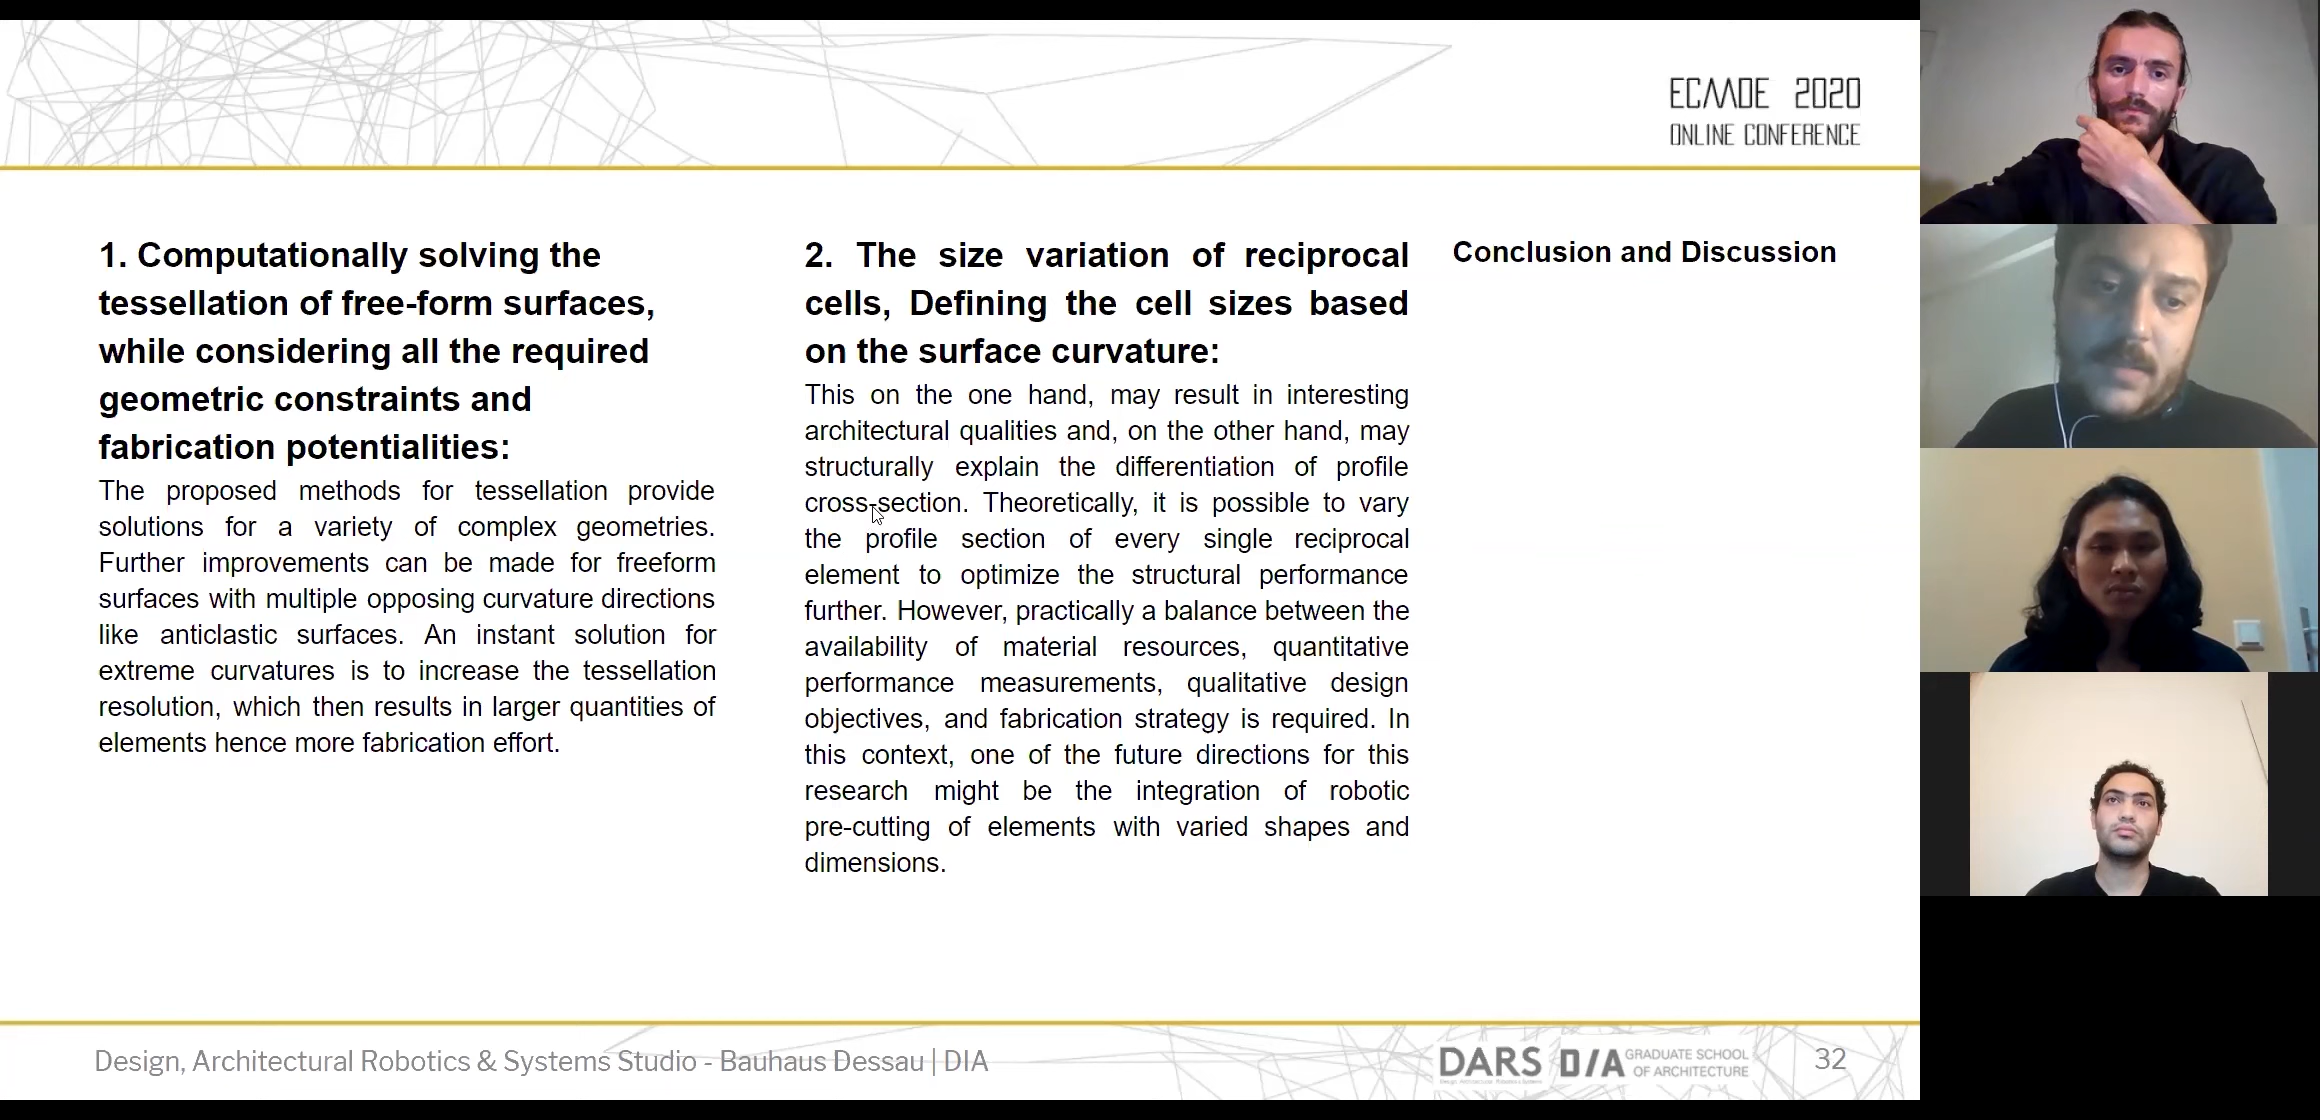 ECAADE 2020
ONLINE CONFERENCE
1. Computationally solving the
tessellation of free-form surfaces,
while considering all the required
geometric constraints and
fabrication potentialities:
The proposed methods for tessellation provide
solutions for a variety of complex geometries.
Further improvements can be made for freeform
surfaces with multiple opposing curvature directions
like anticlastic surfaces. An instant solution for
extreme curvatures is to increase the tessellation
resolution, which then results in larger quantities of
elements hence more fabrication effort.
2. The size variation of reciprocal
cells, Defining the cell sizes based
on the surface curvature:
This on the one hand, may result in interesting
architectural qualities and, on the other hand, may
structurally explain the differentiation of profile
cross-section. Theoretically, it is possible to vary
the profile section of every single reciprocal
element to optimize the structural performance
further. However, practically a balance between the
availability of material resources, quantitative
performance measurements, qualitative design
objectives, and fabrication strategy is required. In
this context, one of the future directions for this
research might be the integration of robotic
pre-cutting of elements with varied shapes and
dimensions.
Conclusion and Discussion
Design, Architectural Robotics & Systems Studio - Bauhaus Dessau | DIA
DARS
D/A GRADUATE SCHOOL
OF ARCHITECTURE
32